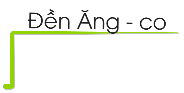 Đền Ăng - co